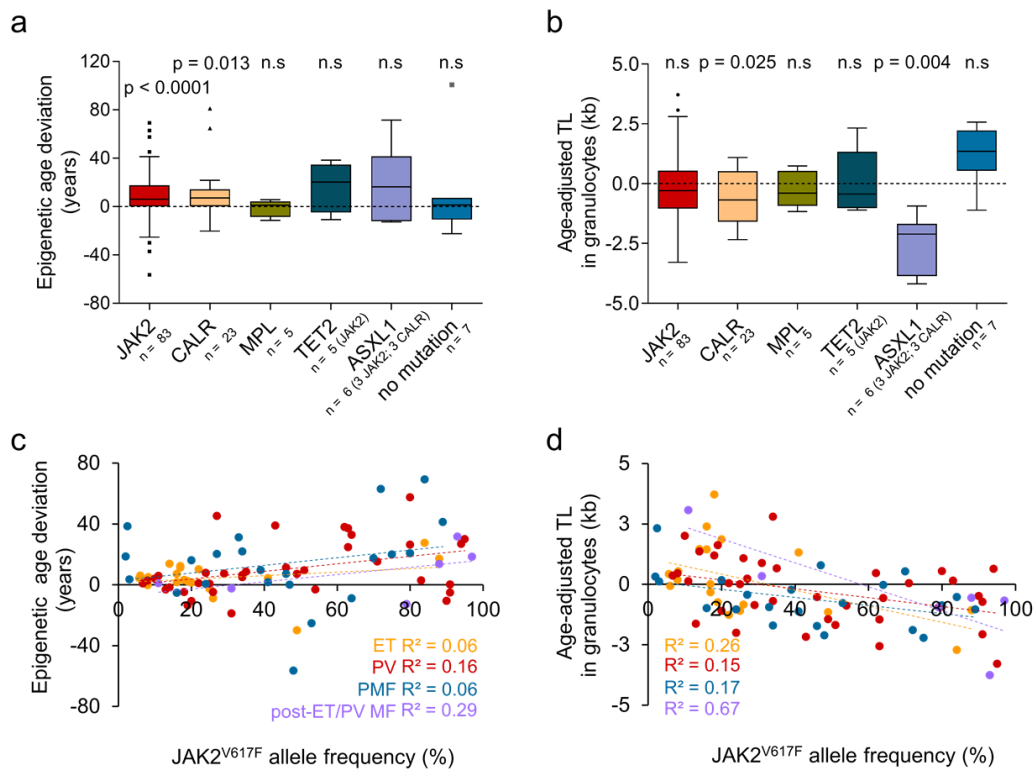 a
Epigenetic age deviation
(years)
120
80
40
0
-40
-80
p < 0.0001
p = 0.013
n.s
n.s
n.s
n.s
JAK2
n = 83
CALR
n = 23
MPL
n = 5
TET2
n = 5 (JAK2)
ASXL1
n = 6 (3 JAK2; 3 CALR)
no mutation
n = 7
b
Age-adjusted TL
in granulocytes (kb)
5.0
2.5
0.0
-2.5
-5.0
n.s
p = 0.025
n.s
n.s
p = 0.004
n.s
JAK2
n = 83
CALR
n = 23
MPL
n = 5
TET2
n = 5 (JAK2)
ASXL1
n = 6 (3 JAK2; 3 CALR)
no mutation
n = 7
c
Epigenetic age deviation
(years)
80
40
0
-40
-80
0
20
40
60
80
100
ET R² = 0.06
PV R² = 0.16
PMF R² = 0.06
post-ET/PV MF R² = 0.29
JAK2V617F allele frequency (%)
d
Age-adjusted TL
in granulocytes (kb)
5
3
0
-3
-5
0
20
40
60
80
100
R² = 0.26
R² = 0.15
R² = 0.17
R² = 0.67
JAK2V617F allele frequency (%)